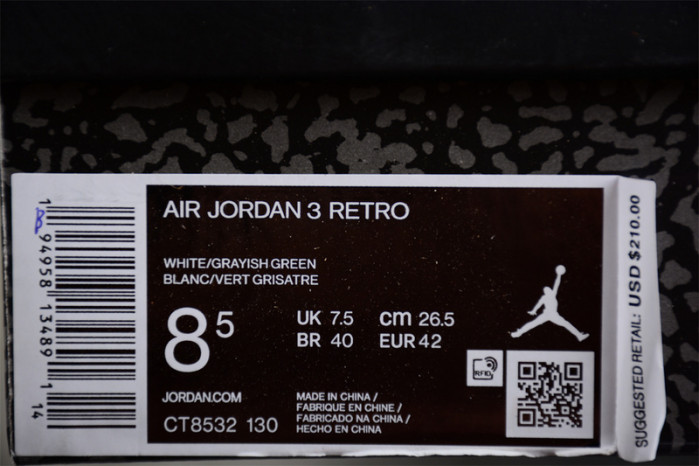 AIR JORDAN 3 RETRO
WHITE/GRAYISH GREEN
BLANC/VERT GRISATRE
8 5
UK 7.5 cm 26.5
BR 40 EUR 42
JORDAN.COM
CT8532 130
MADE IN CHINA /
FABRIQUE EN CHINE /
FABRICADO NA CHINA /
HECHO EN CHINA
RFID
1 94958 13489 1 14
SUGGESTED RETAIL: USD $210.00